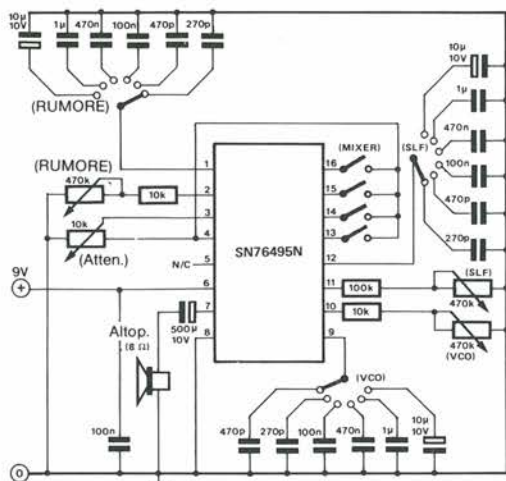 10µ
10V
1µ
470n
100n
470p
270p
(RUMORE)
(RUMORE)
470k
10k
10k
(Atten.)
N/C
9V
+
Altop.
(8 Ω)
500µ
10V
100n
0
1
2
3
4
5
6
7
8
SN76495N
16
15
14
13
12
11
10
9
(MIXER)
(SLF)
10µ
10V
1µ
470n
100n
470p
270p
100k
(SLF)
470k
10k
470k
(VCO)
(VCO)
470p
270p
100n
470n
1µ
10µ
10V